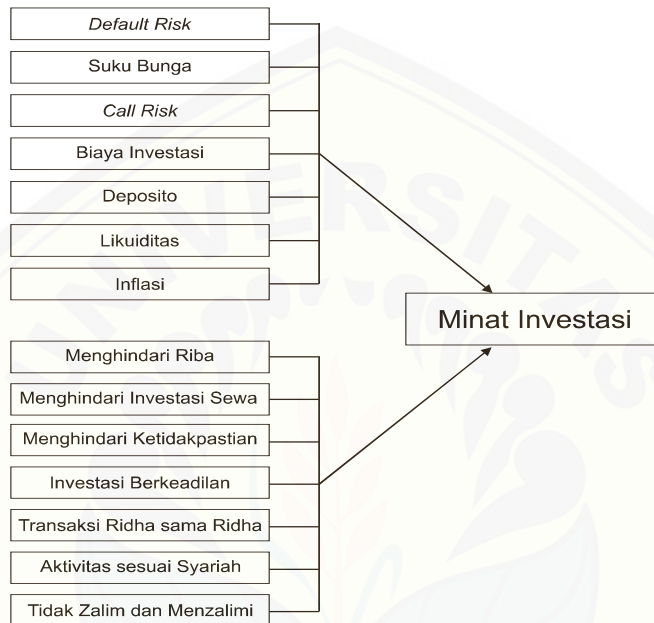 Default Risk
Suku Bunga
Call Risk
Biaya Investasi
Deposito
Likuiditas
Inflasi
Minat Investasi
Menghindari Riba
Menghindari Investasi Sewa
Menghindari Ketidakpastian
Investasi Berkeadilan
Transaksi Ridha sama Ridha
Aktivitas sesuai Syariah
Tidak Zalim dan Menzalimi
UNIVERSITAS